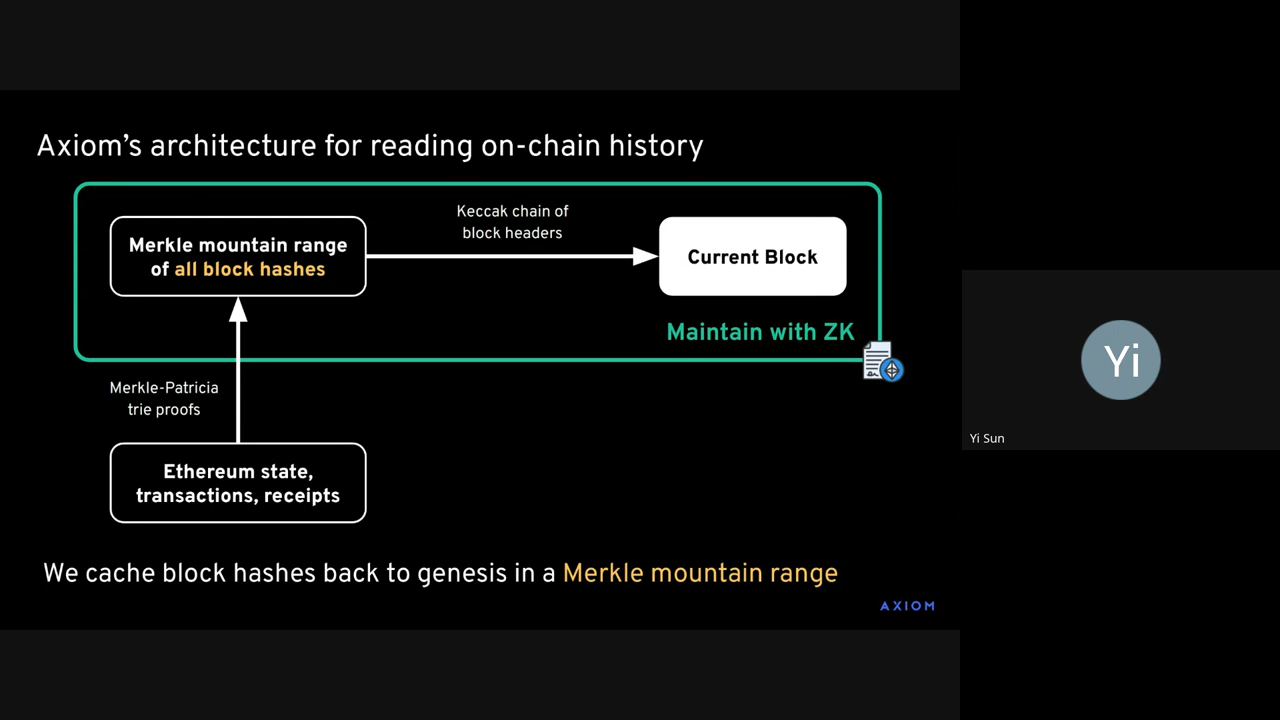 Axiom's architecture for reading on-chain history
Keccak chain of
block headers
Merkle mountain range
of all block hashes
Current Block
Maintain with ZK
Merkle-Patricia
trie proofs
Ethereum state,
transactions, receipts
We cache block hashes back to genesis in a Merkle mountain range
AXIOM
Yi
Yi Sun